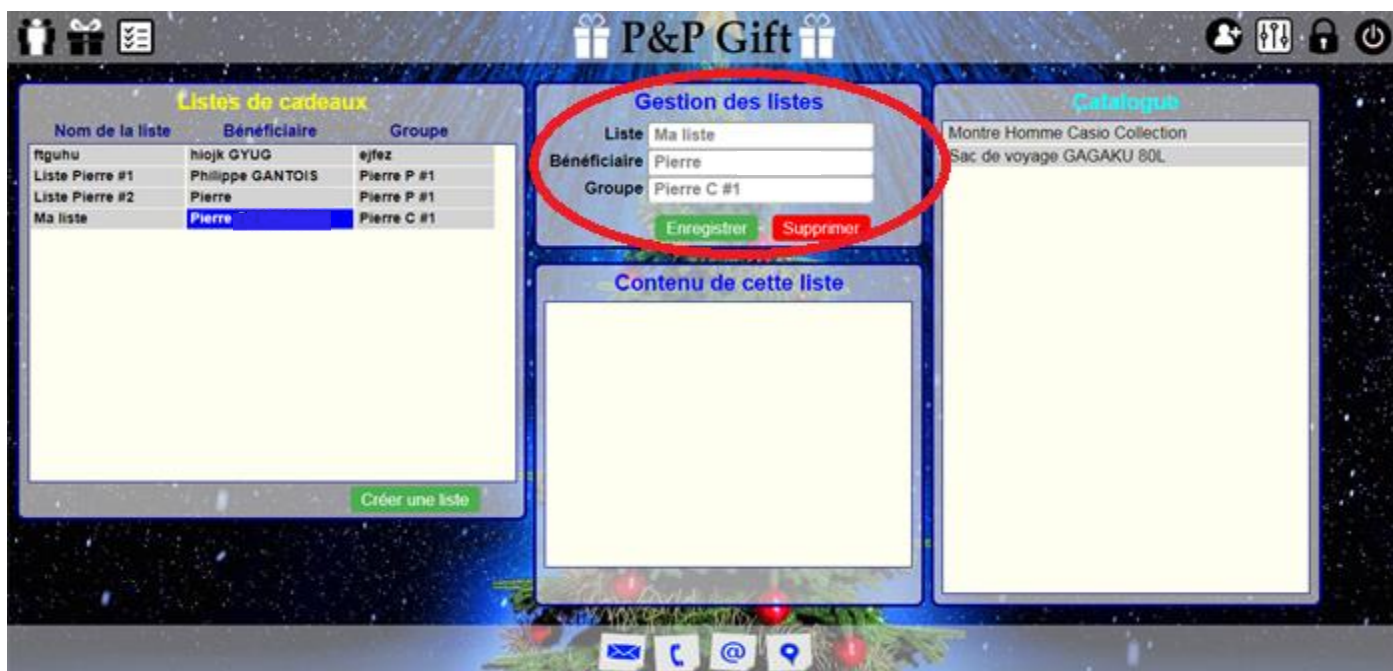 P&P Gift
Listes de cadeaux
Nom de la liste Bénéficiaire Groupe
ftguhu hiojk GYUG ejfez
Liste Pierre #1 Philippe GANTOIS Pierre P #1
Liste Pierre #2 Pierre Pierre P #1
Ma liste Pierre Pierre C #1
Créer une liste
Gestion des listes
Liste Ma liste
Bénéficiaire Pierre
Groupe Pierre C #1
Enregistrer Supprimer
Contenu de cette liste
Catalogue
Montre Homme Casio Collection
Sac de voyage GAGAKU 80L
@